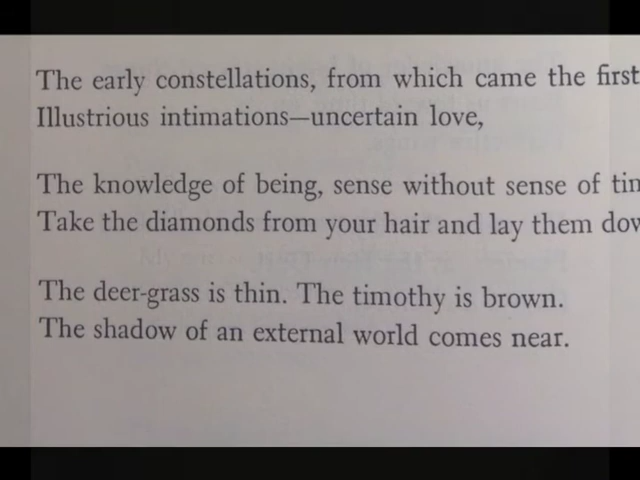 The early constellations, from which came the first
Illustrious intimations—uncertain love,
The knowledge of being, sense without sense of
Take the diamonds from your hair and lay them
The deer-grass is thin. The timothy is brown.
The shadow of an external world comes near.